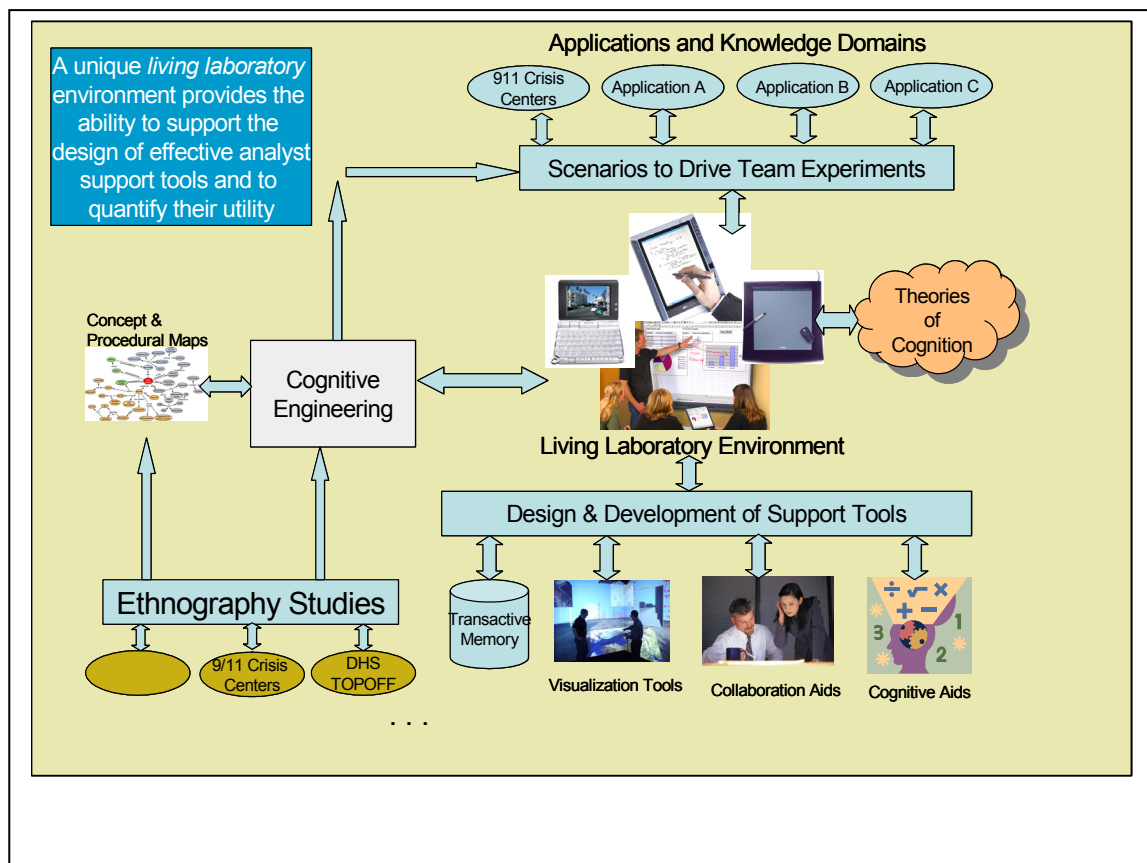 Applications and Knowledge Domains
A unique living laboratory
environment provides the
ability to support the
design of effective analyst
support tools and to
quantify their utility
911 Crisis
Centers
Application A
Application B
Application C
Scenarios to Drive Team Experiments
Theories
of
Cognition
Concept &
Procedural Maps
Cognitive
Engineering
Living Laboratory Environment
Design & Development of Support Tools
Ethnography Studies
Transactive
Memory
9/11 Crisis
Centers
DHS
TOPOFF
. . .
Visualization Tools
Collaboration Aids
÷ √ ×
+ −
3
1
2
Cognitive Aids